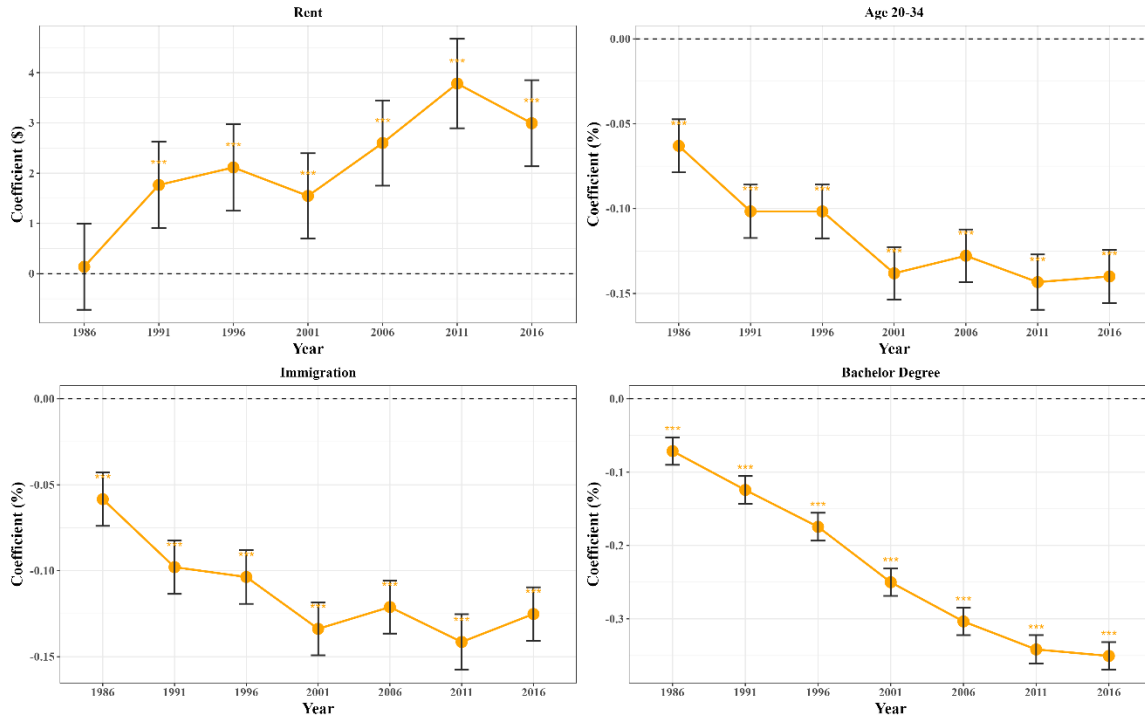 Rent
Coefficient ($)
4
3
2
1
0
***
***
***
***
***
***
1986 1991 1996 2001 2006 2011 2016
Year
Age 20-34
Coefficient (%)
0.00
-0.05
-0.10
-0.15
***
***
***
***
***
***
***
1986 1991 1996 2001 2006 2011 2016
Year
Immigration
Coefficient (%)
0,00
-0.05
-0.10
-0.15
***
***
***
***
***
***
***
1986 1991 1996 2001 2006 2011 2016
Year
Bachelor Degree
Coefficient (%)
0,00
-0,1
-0,2
-0.3
***
***
***
***
***
***
***
1986 1991 1996 2001 2006 2011 2016
Year